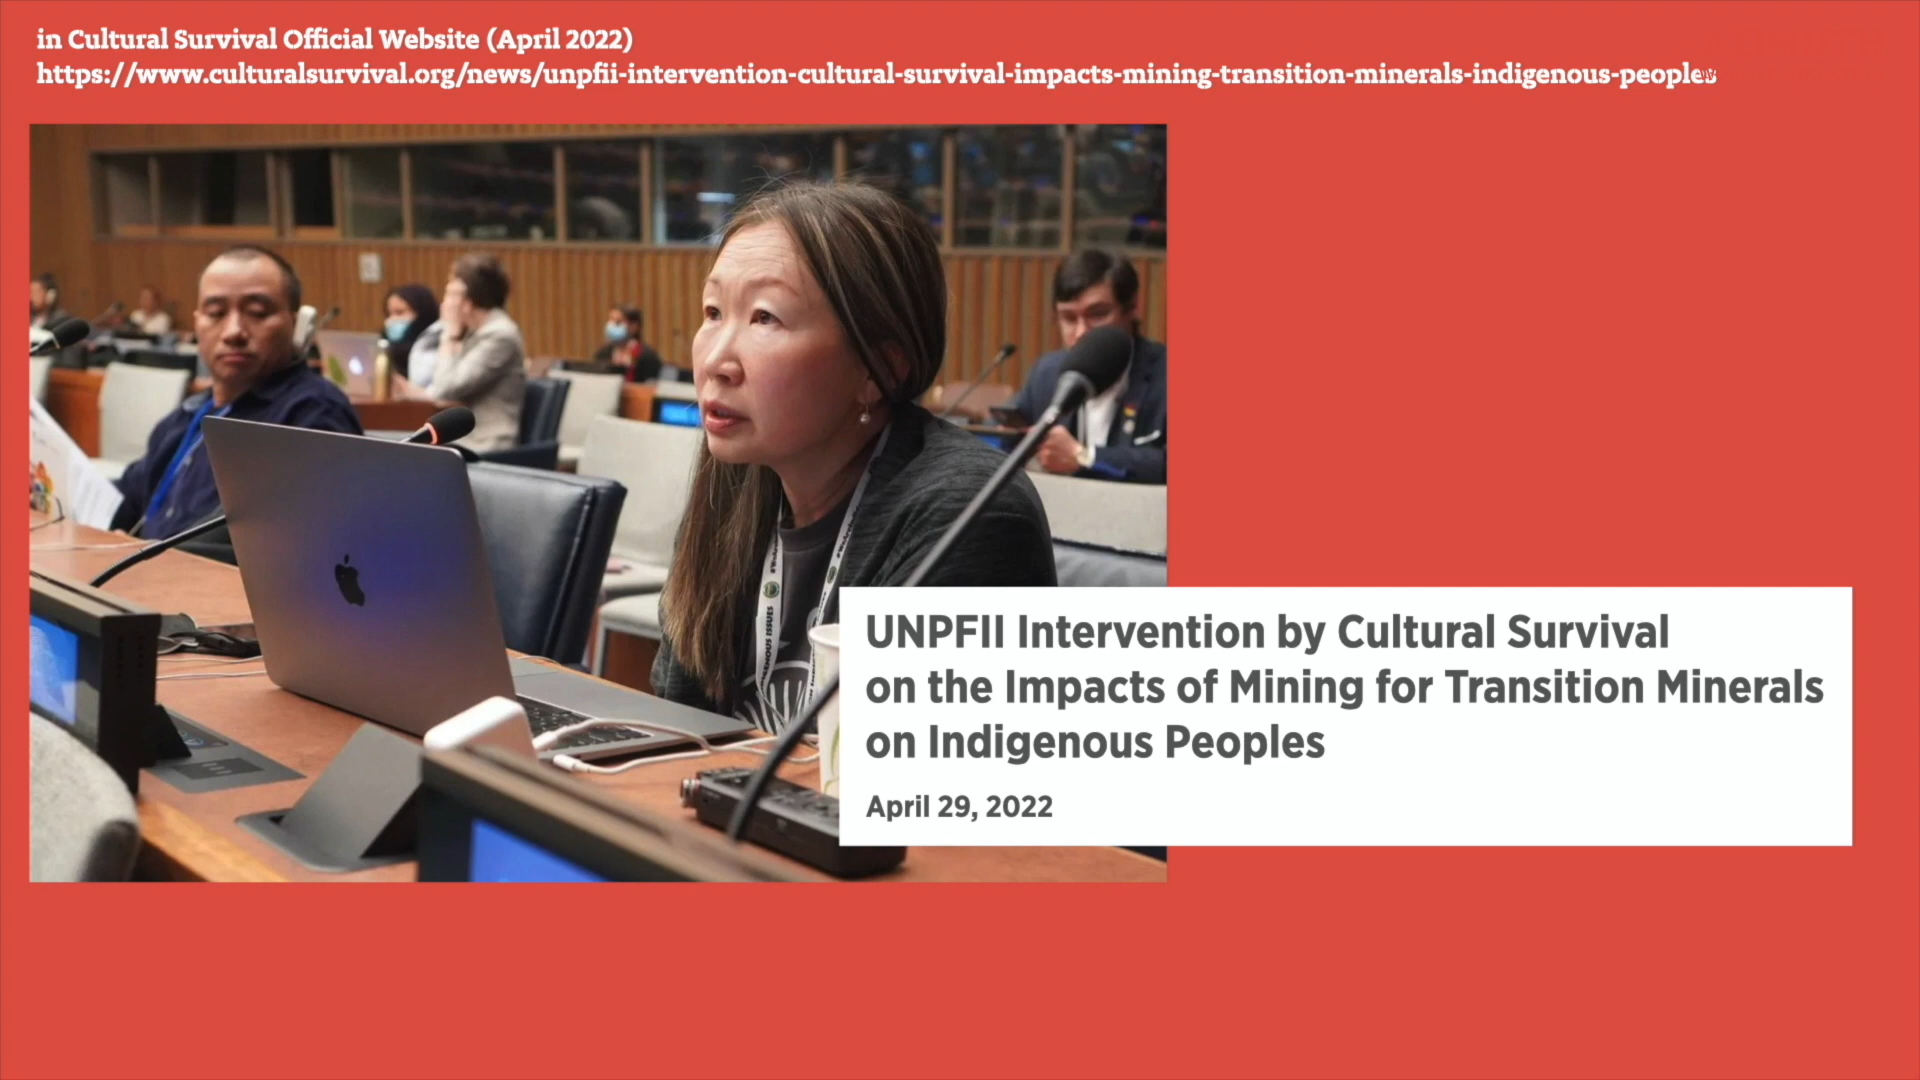 in Cultural Survival Official Website (April 2022)
https://www.culturalsurvival.org/news/unpfii-intervention-cultural-survival-impacts-mining-transition-minerals-indigenous-peoples
UNPFII Intervention by Cultural Survival
on the Impacts of Mining for Transition Minerals
on Indigenous Peoples
April 29, 2022